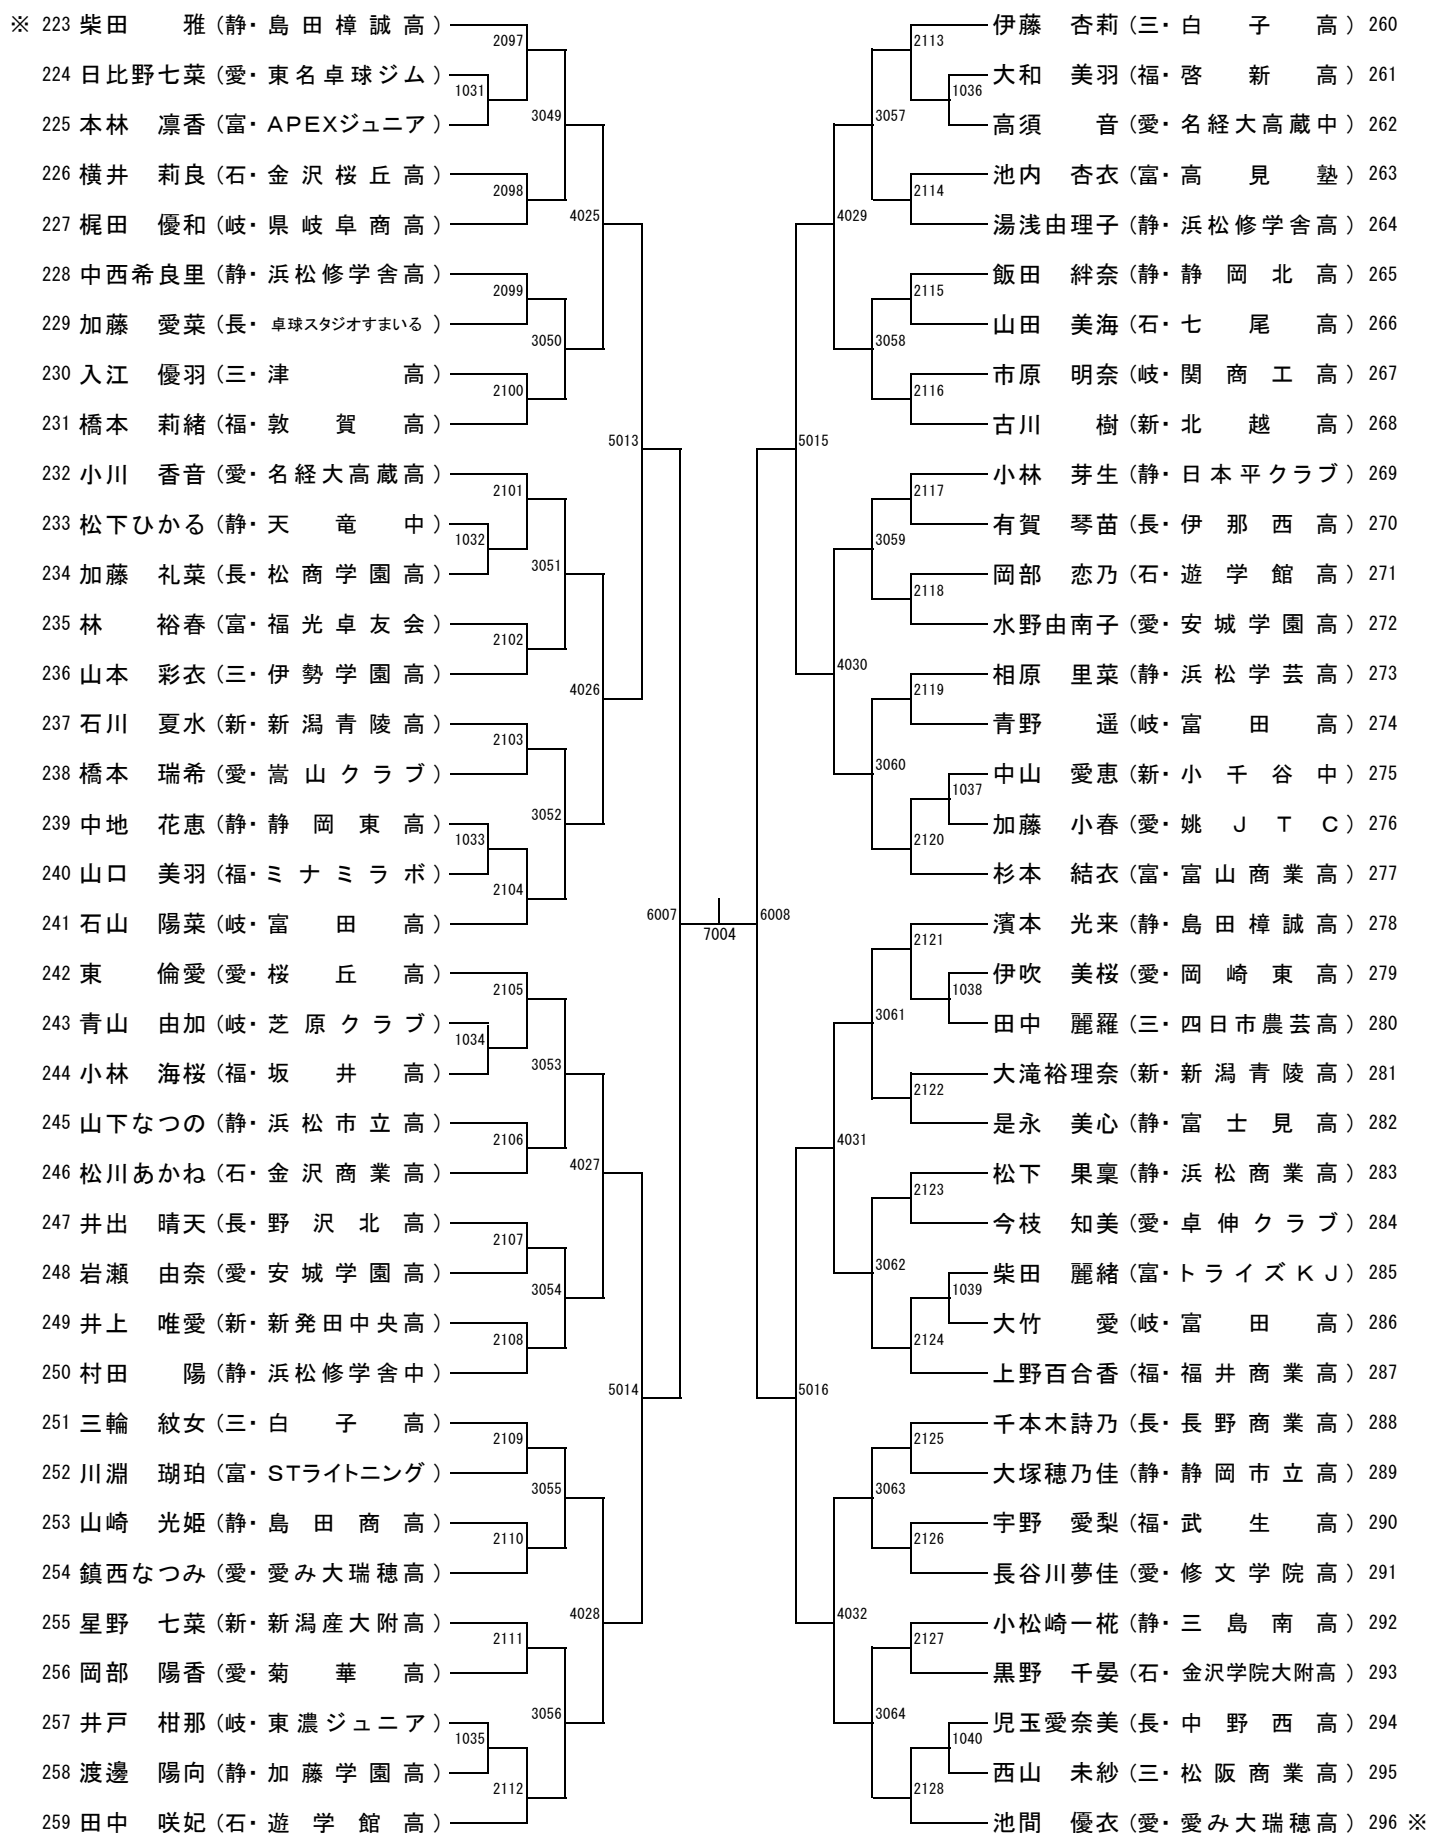 ※ 223 柴田 雅 (静・島田樟誠高)
2097
224 日比野七菜 (愛・東名卓球ジム)
1031
225 本林 凛香 (富・APEXジュニア)
3049
226 横井 莉良 (石・金沢桜丘高)
2098
227 梶田 優和 (岐・県岐阜商高)
4025
228 中西希良里 (静・浜松修学舎高)
2099
229 加藤 愛菜 (長・卓球スタジオすまいる)
3050
230 入江 優羽 (三・津高)
2100
231 橋本 莉緒 (福・敦賀高)
5013
232 小川 香音 (愛・名経大高蔵高)
2101
233 松下ひかる (静・天竜中)
1032
234 加藤 礼菜 (長・松商学園高)
3051
235 林 裕春 (富・福光卓友会)
2102
236 山本 彩衣 (三・伊勢学園高)
4026
237 石川 夏水 (新・新潟青陵高)
2103
238 橋本 瑞希 (愛・嵩山クラブ)
3052
239 中地 花恵 (静・静岡東高)
1033
240 山口 美羽 (福・ミナミラボ)
2104
241 石山 陽菜 (岐・富田高)
6007
242 東 倫愛 (愛・桜丘高)
2105
243 青山 由加 (岐・芝原クラブ)
1034
244 小林 海桜 (福・坂井高)
3053
245 山下なつの (静・浜松市立高)
2106
246 松川あかね (石・金沢商業高)
4027
247 井出 晴天 (長・野沢北高)
2107
248 岩瀬 由奈 (愛・安城学園高)
3054
249 井上 唯愛 (新・新発田中央高)
2108
250 村田 陽 (静・浜松修学舎中)
5014
251 三輪 紋女 (三・白子高)
2109
252 川淵 瑚珀 (富・STライトニング)
3055
253 山崎 光姫 (静・島田商高)
2110
254 鎮西なつみ (愛・愛み大瑞穂高)
4028
255 星野 七菜 (新・新潟産大附高)
2111
256 岡部 陽香 (愛・菊華高)
3056
257 井戸 柑那 (岐・東濃ジュニア)
1035
258 渡邊 陽向 (静・加藤学園高)
2112
259 田中 咲妃 (石・遊学館高)
7004
伊藤 杏莉 (三・白子高) 260
2113
大和 美羽 (福・啓新高) 261
1036
高須 音 (愛・名経大高蔵中) 262
3057
池内 杏衣 (富・高見塾) 263
2114
湯浅由理子 (静・浜松修学舎高) 264
4029
飯田 絆奈 (静・静岡北高) 265
2115
山田 美海 (石・七尾高) 266
3058
市原 明奈 (岐・関商工高) 267
2116
古川 樹 (新・北越高) 268
5015
小林 芽生 (静・日本平クラブ) 269
2117
有賀 琴苗 (長・伊那西高) 270
3059
岡部 恋乃 (石・遊学館高) 271
2118
水野由南子 (愛・安城学園高) 272
4030
相原 里菜 (静・浜松学芸高) 273
2119
青野 遥 (岐・富田高) 274
3060
中山 愛恵 (新・小千谷中) 275
1037
加藤 小春 (愛・姚JTC) 276
2120
杉本 結衣 (富・富山商業高) 277
6008
濱本 光来 (静・島田樟誠高) 278
2121
伊吹 美桜 (愛・岡崎東高) 279
1038
田中 麗羅 (三・四日市農芸高) 280
3061
大滝裕理奈 (新・新潟青陵高) 281
2122
是永 美心 (静・富士見高) 282
4031
松下 果稟 (静・浜松商業高) 283
2123
今枝 知美 (愛・卓伸クラブ) 284
3062
柴田 麗緒 (富・トライズKJ) 285
1039
大竹 愛 (岐・富田高) 286
2124
上野百合香 (福・福井商業高) 287
5016
千本木詩乃 (長・長野商業高) 288
2125
大塚穂乃佳 (静・静岡市立高) 289
3063
宇野 愛梨 (福・武生高) 290
2126
長谷川夢佳 (愛・修文学院高) 291
4032
小松崎一椛 (静・三島南高) 292
2127
黒野 千晏 (石・金沢学院大附高) 293
3064
児玉愛奈美 (長・中野西高) 294
1040
西山 未紗 (三・松阪商業高) 295
2128
池間 優衣 (愛・愛み大瑞穂高) 296 ※